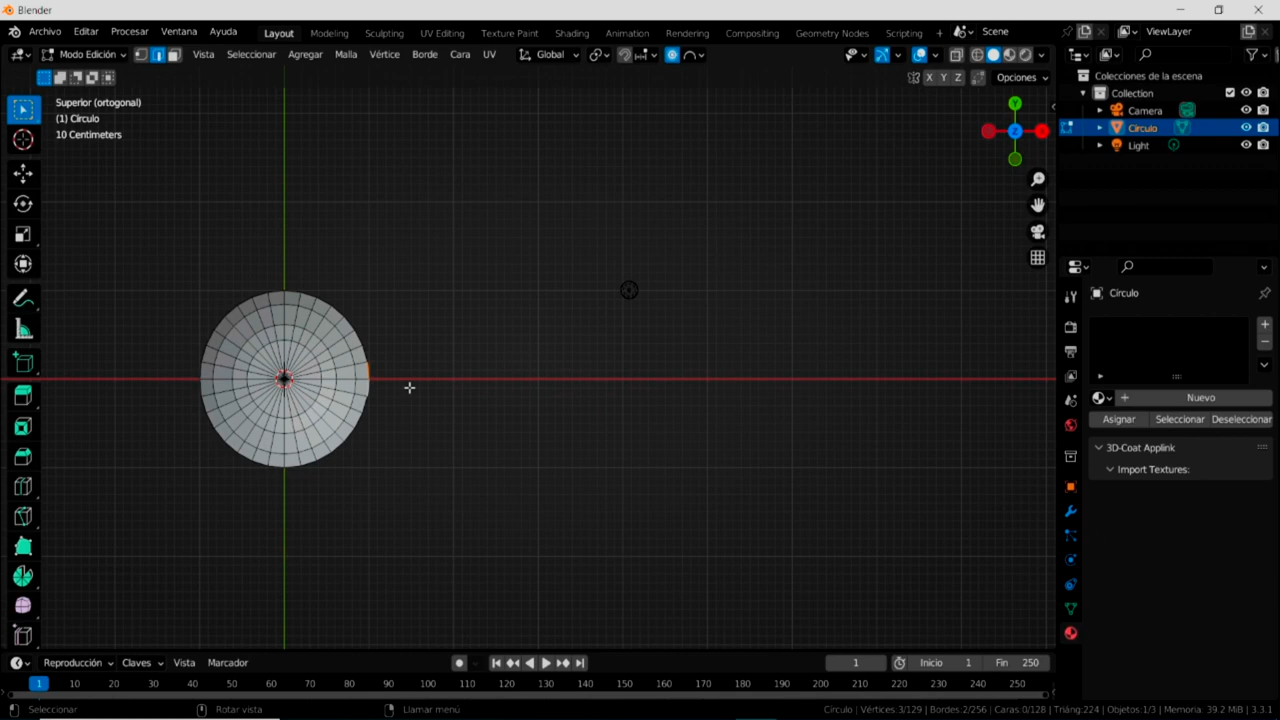 Blender
Archivo Editar Procesar Ventana Ayuda Layout Modeling Sculpting UV Editing Texture Paint Shading Animation Rendering Compositing Geometry Nodes Scripting + Scene ViewLayer
Modo Edición Vista Seleccionar Agregar Malla Vértice Borde Cara UV Global
X Y Z Opciones
Colecciones de la escena
Collection
Camera
Círculo
Light
Superior (ortogonal)
(1) Círculo
10 Centimeters
Y
Z
Círculo
Nuevo
Asignar Seleccionar Deseleccionar
3D-Coat Applink
Import Textures:
Reproducción Claves Vista Marcador 1 Inicio 1 Fin 250
1 10 20 30 40 50 60 70 80 90 100 110 120 130 140 150 160 170 180 190 200 210 220 230 240 250
Seleccionar Rotar vista Llamar menú Círculo | Vértices:3/129 | Bordes:2/256 | Caras:0/128 | Triáng:224 | Objetos:1/3 | Memoria: 39.2 MiB | 3.3.1